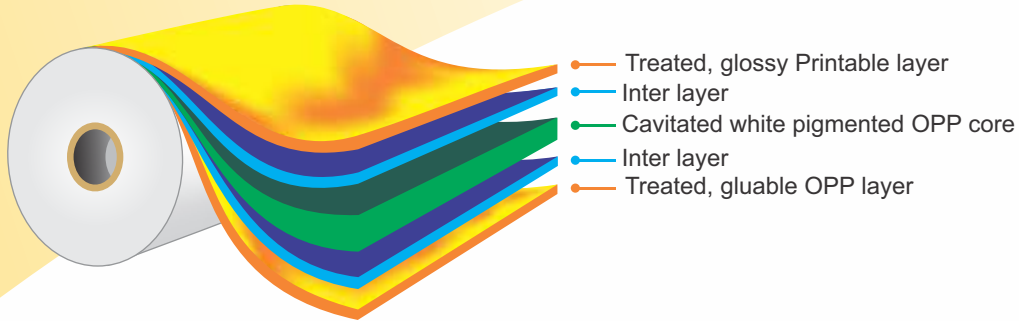 Treated, glossy Printable layer
Inter layer
Cavitated white pigmented OPP core
Inter layer
Treated, gluable OPP layer